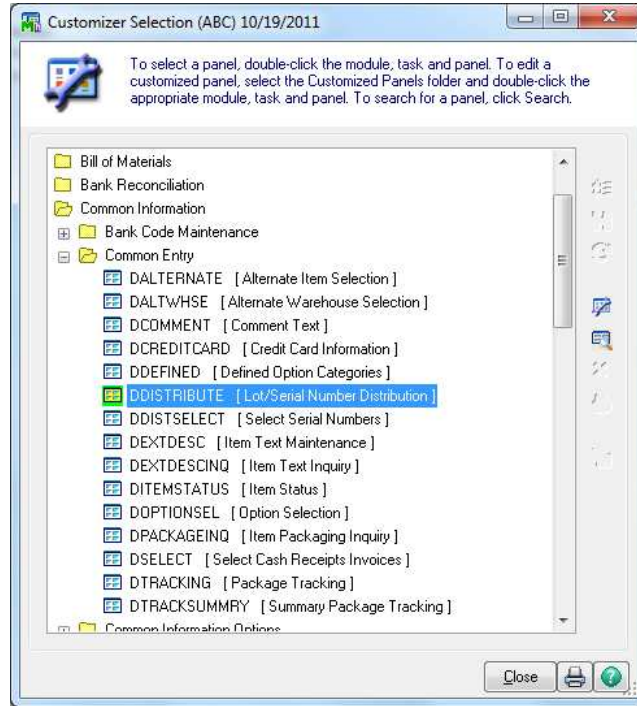 Customizer Selection (ABC) 10/19/2011
To select a panel, double-click the module, task and panel. To edit a
customized panel, select the Customized Panels folder and double-click the
appropriate module, task and panel. To search for a panel, click Search.
Bill of Materials
Bank Reconciliation
Common Information
Bank Code Maintenance
Common Entry
DALTERNATE [ Alternate Item Selection ]
DALTWHSE [ Alternate Warehouse Selection ]
DCOMMENT [ Comment Text ]
DCREDITCARD [ Credit Card Information ]
DDEFINED [ Defined Option Categories ]
DDISTRIBUTE [ Lot/Serial Number Distribution ]
DDISTSELECT [ Select Serial Numbers ]
DEXTDESC [ Item Text Maintenance ]
DEXTDESCINQ [ Item Text Inquiry ]
DITEMSTATUS [ Item Status ]
DOPTIONSEL [ Option Selection ]
DPACKAGEINQ [ Item Packaging Inquiry ]
DSELECT [ Select Cash Receipts Invoices ]
DTRACKING [ Package Tracking ]
DTRACKSUMMRY [ Summary Package Tracking ]
Common Information Options
Close